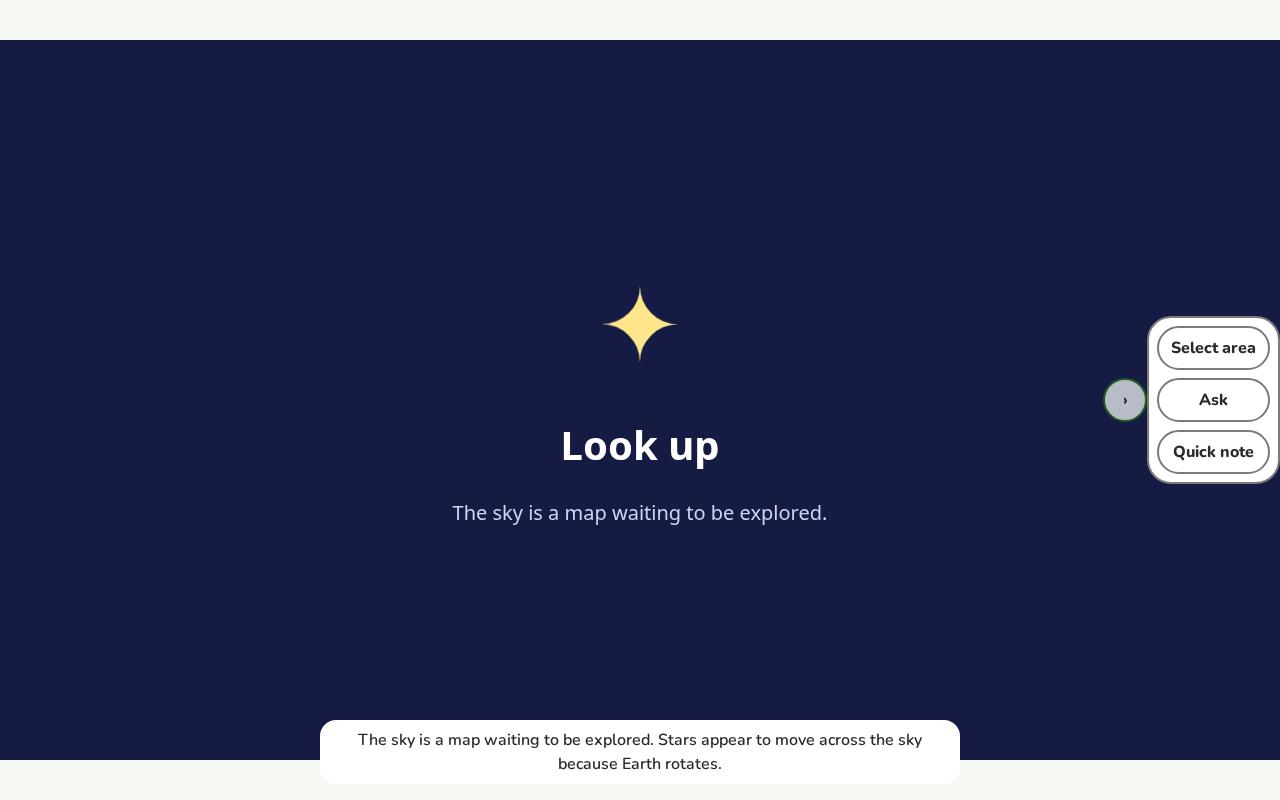 Look up
The sky is a map waiting to be explored.
Select area
›
Ask
Quick note
The sky is a map waiting to be explored. Stars appear to move across the sky
because Earth rotates.